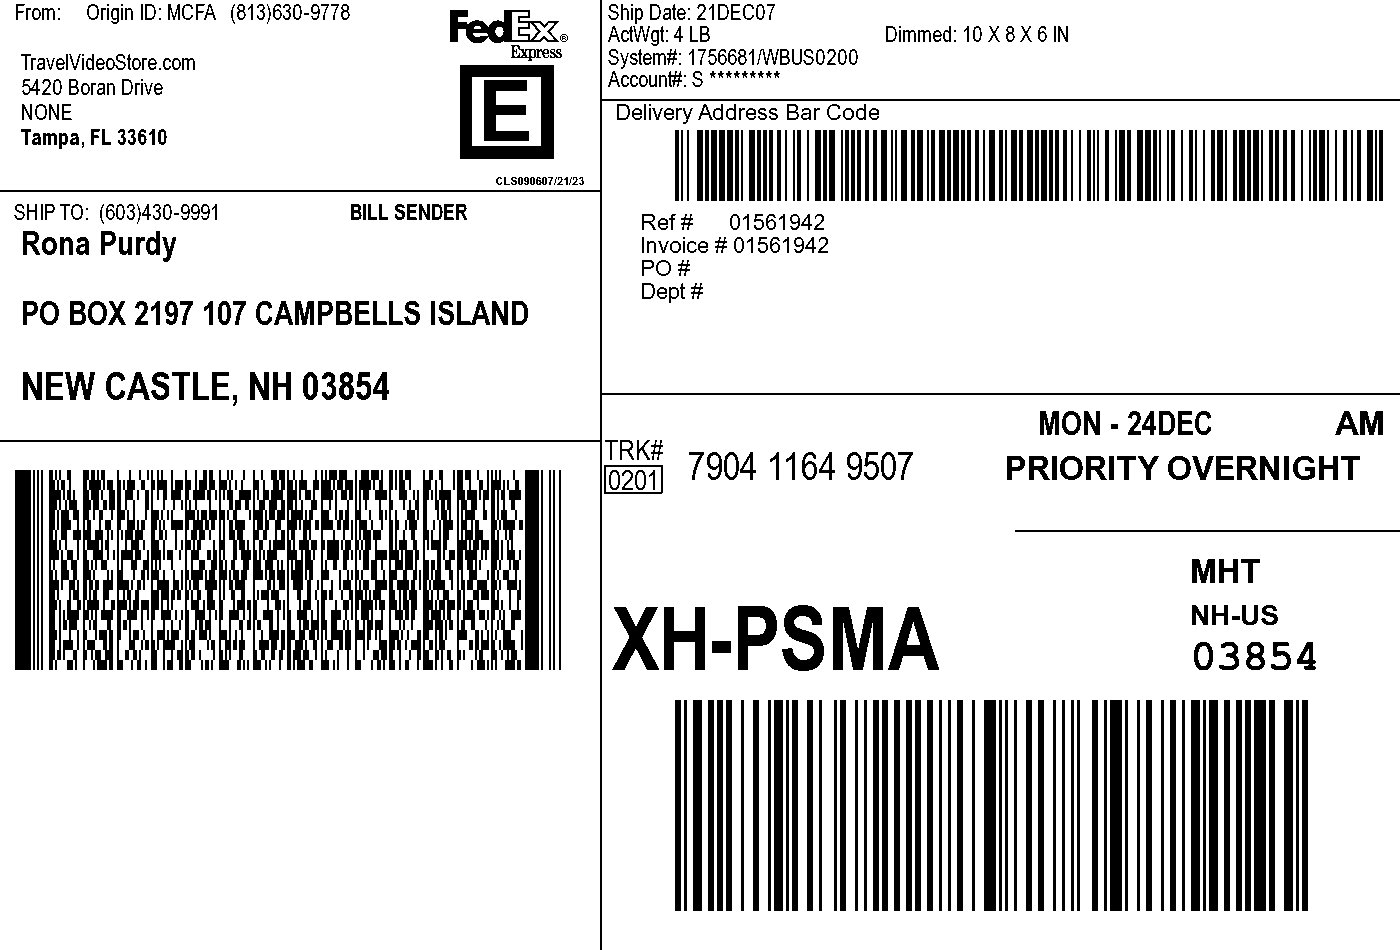 From: Origin ID: MCFA (813)630-9778
TravelVideoStore.com
5420 Boran Drive
NONE
Tampa, FL 33610
FedEx®
Express
E
CLS090607/21/23
Ship Date: 21DEC07
ActWgt: 4 LB Dimmed: 10 X 8 X 6 IN
System#: 1756681/WBUS0200
Account#: S *********
Delivery Address Bar Code
SHIP TO: (603)430-9991 BILL SENDER
Rona Purdy
PO BOX 2197 107 CAMPBELLS ISLAND
NEW CASTLE, NH 03854
Ref # 01561942
Invoice # 01561942
PO #
Dept #
MON - 24DEC AM
PRIORITY OVERNIGHT
TRK#
0201 7904 1164 9507
MHT
XH-PSMA NH-US
03854